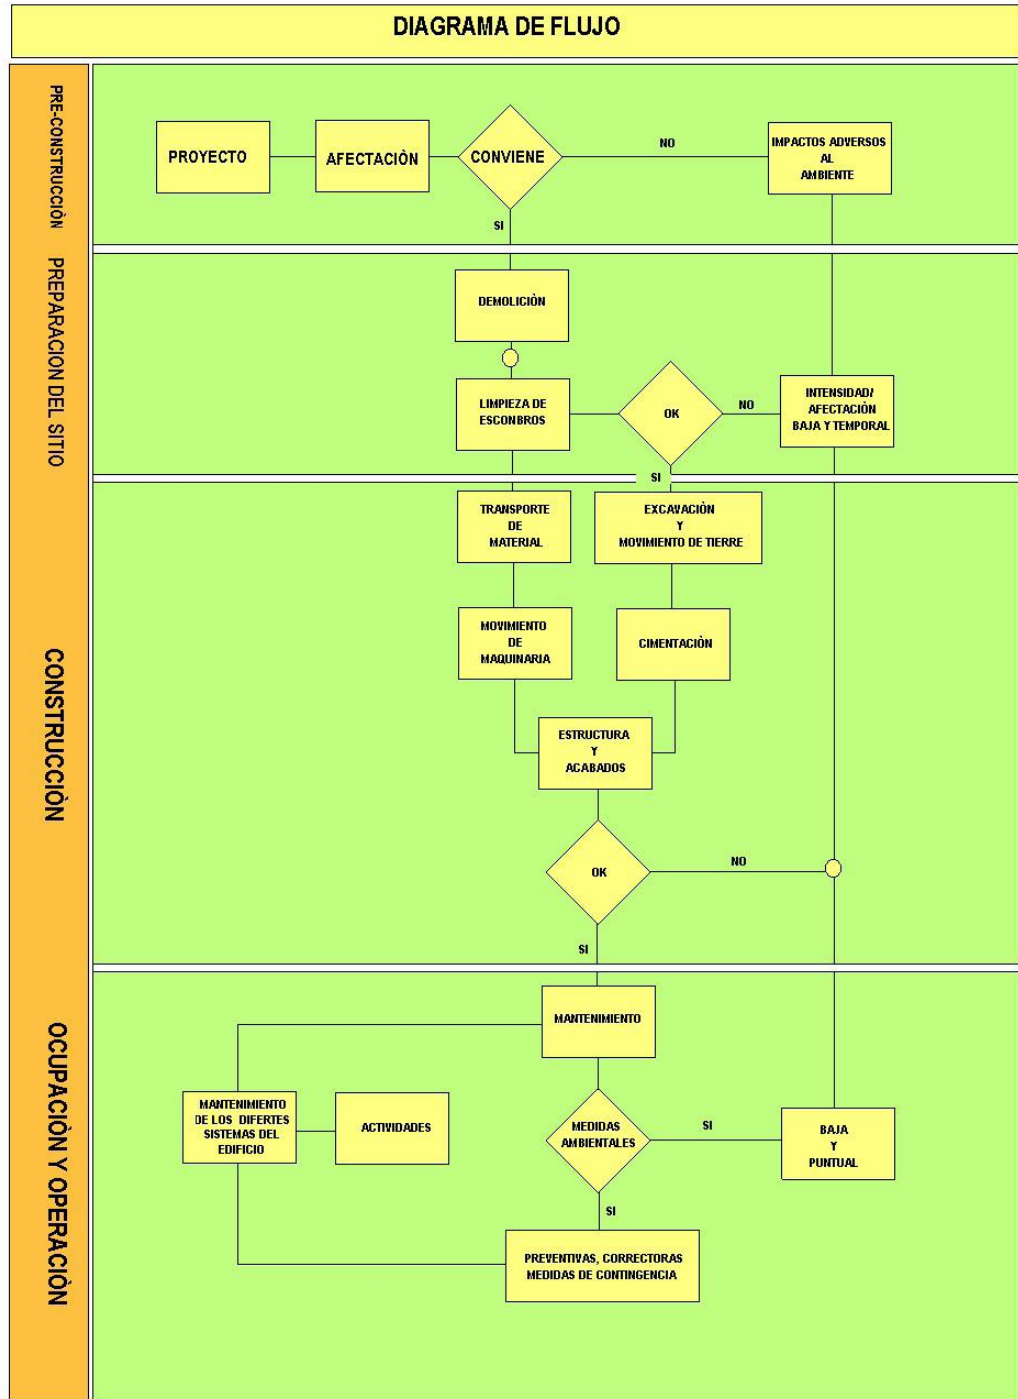 DIAGRAMA DE FLUJO
PRE-CONSTRUCCIÒN
PROYECTO
AFECTACIÒN
CONVIENE
NO
IMPACTOS ADVERSOS
AL
AMBIENTE
SI
PREPARACION DEL SITIO
DEMOLICIÒN
LIMPIEZA DE
ESCONBROS
OK
NO
INTENSIDAD/
AFECTACIÒN
BAJA Y TEMPORAL
SI
CONSTRUCCIÒN
TRANSPORTE
DE
MATERIAL
EXCAVACIÒN
Y
MOVIMIENTO DE TIERRE
MOVIMIENTO
DE
MAQUINARIA
CIMENTACIÒN
ESTRUCTURA
Y
ACABADOS
OK
NO
SI
OCUPACIÒN Y OPERACIÒN
MANTENIMIENTO
MANTENIMIENTO
DE LOS DIFERTES
SISTEMAS DEL
EDIFICIO
ACTIVIDADES
MEDIDAS
AMBIENTALES
SI
BAJA
Y
PUNTUAL
SI
PREVENTIVAS, CORRECTORAS
MEDIDAS DE CONTINGENCIA